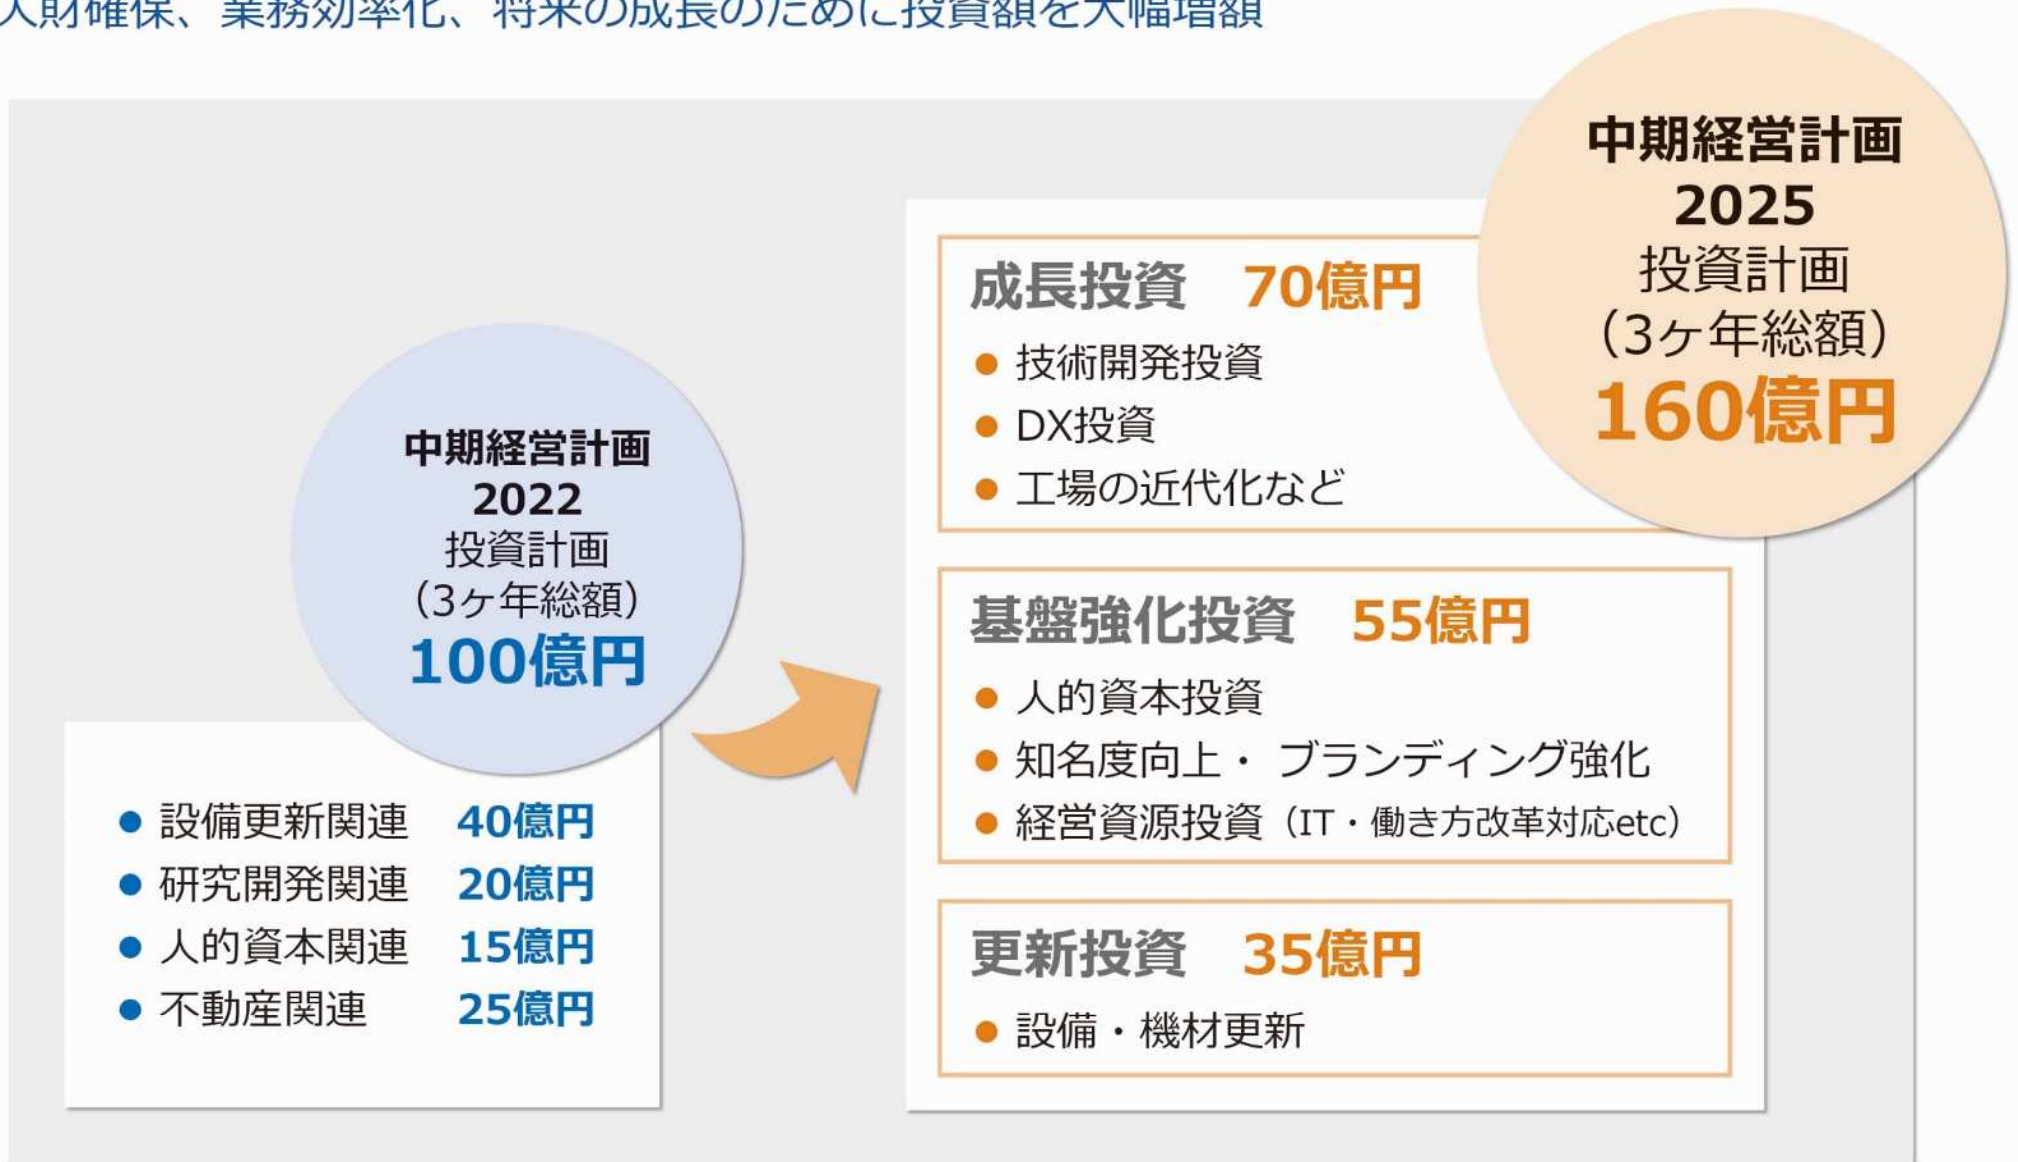 人財確保、業務効率化、将来の成長のために投資額を大幅増額
中期経営計画
2022
投資計画
（3ヶ年総額）
100億円
● 設備更新関連 40億円
● 研究開発関連 20億円
● 人的資本関連 15億円
● 不動産関連 25億円
中期経営計画
2025
投資計画
（3ヶ年総額）
160億円
成長投資 70億円
● 技術開発投資
● DX投資
● 工場の近代化など
基盤強化投資 55億円
● 人的資本投資
● 知名度向上・ ブランディング強化
● 経営資源投資（IT・働き方改革対応etc）
更新投資 35億円
● 設備・機材更新